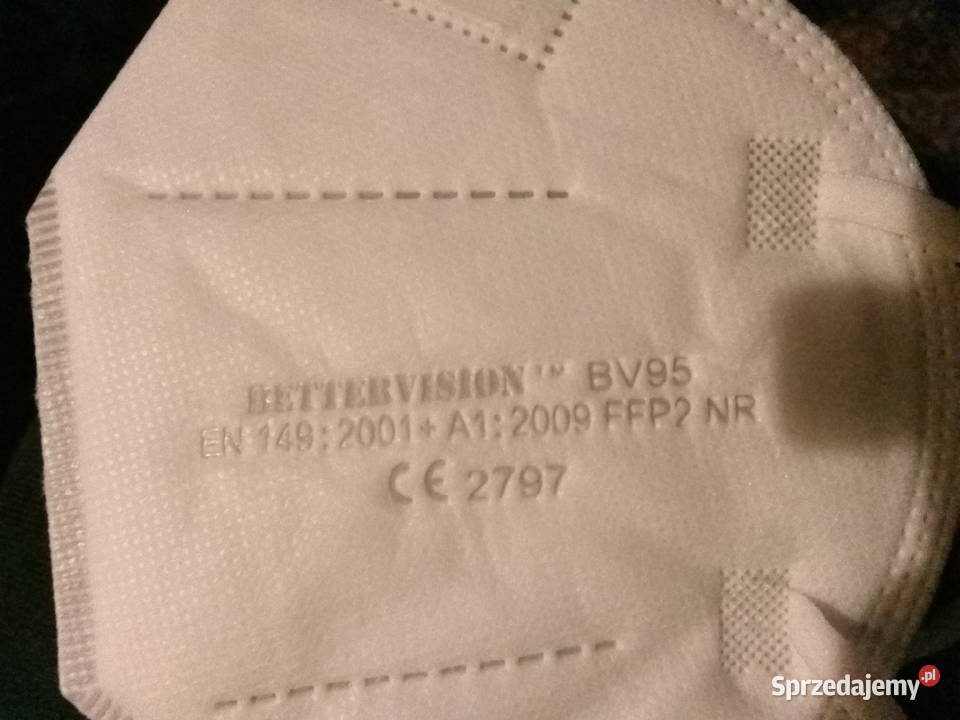 BETTERVISION™ BV95
EN 149:2001+ A1:2009 FFP2 NR
CE 2797
Sprzedajemy.pl